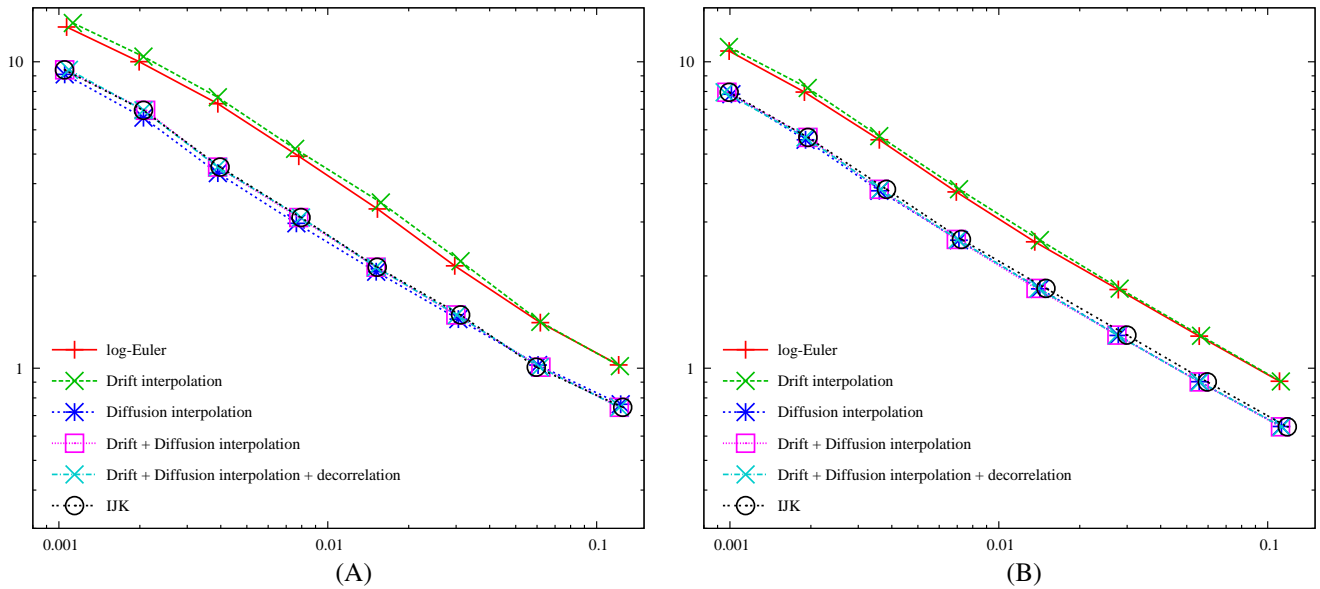 10
1
log-Euler
Drift interpolation
Diffusion interpolation
Drift + Diffusion interpolation
Drift + Diffusion interpolation + decorrelation
IJK
0.001 0.01 0.1
(A)
10
1
log-Euler
Drift interpolation
Diffusion interpolation
Drift + Diffusion interpolation
Drift + Diffusion interpolation + decorrelation
IJK
0.001 0.01 0.1
(B)